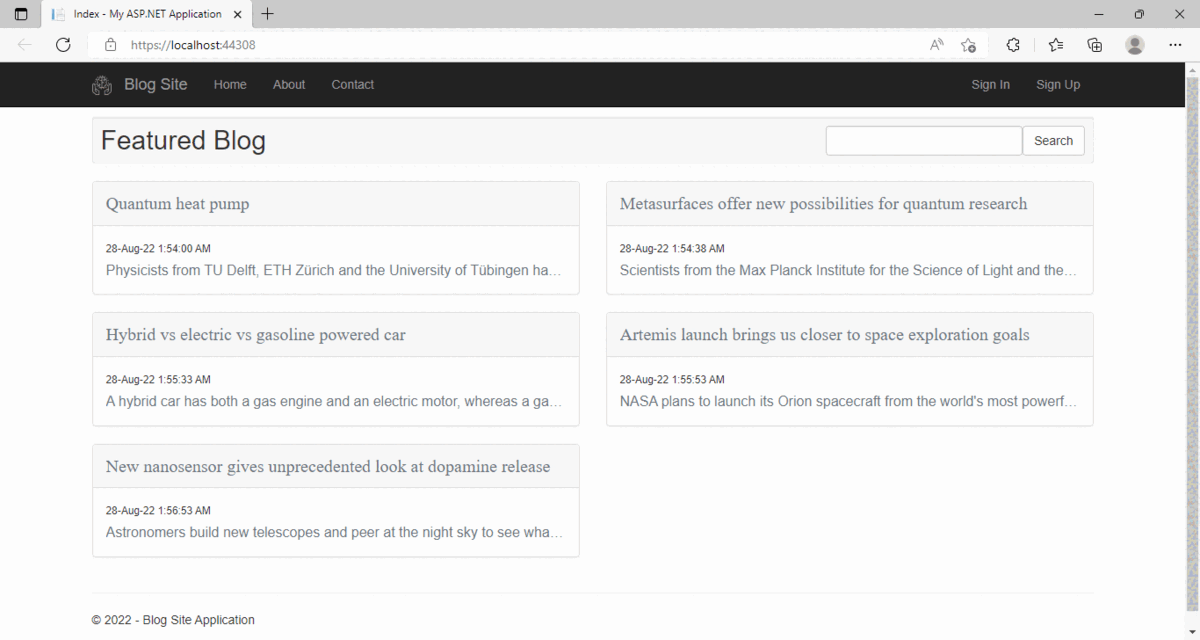 Index - My ASP.NET Application
https://localhost:44308
Blog Site Home About Contact Sign In Sign Up
Featured Blog Search
Quantum heat pump
28-Aug-22 1:54:00 AM
Physicists from TU Delft, ETH Zürich and the University of Tübingen ha...
Metasurfaces offer new possibilities for quantum research
28-Aug-22 1:54:38 AM
Scientists from the Max Planck Institute for the Science of Light and the...
Hybrid vs electric vs gasoline powered car
28-Aug-22 1:55:33 AM
A hybrid car has both a gas engine and an electric motor, whereas a ga...
Artemis launch brings us closer to space exploration goals
28-Aug-22 1:55:53 AM
NASA plans to launch its Orion spacecraft from the world's most powerf...
New nanosensor gives unprecedented look at dopamine release
28-Aug-22 1:56:53 AM
Astronomers build new telescopes and peer at the night sky to see wha...
© 2022 - Blog Site Application